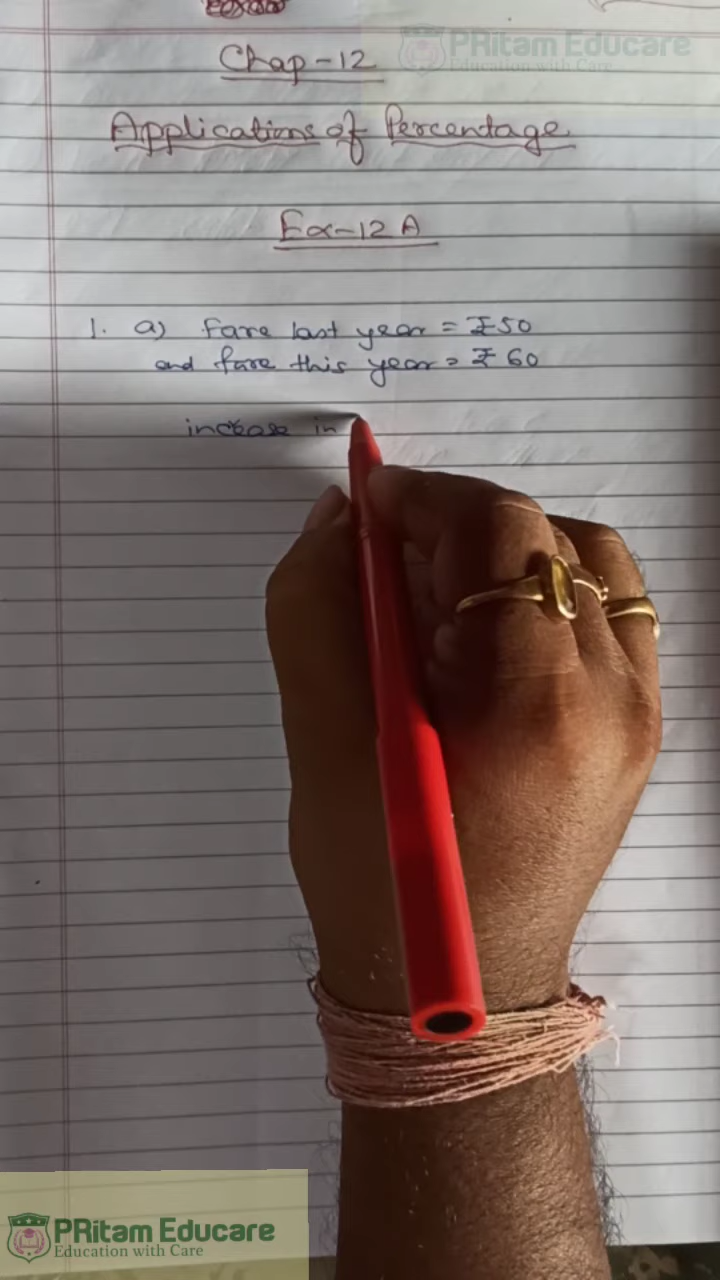 PRitam Educare
Education with Care
Chap-12
Applications of Percentage
Ex-12 A
1. a) Fare last year = ₹50
and fare this year = ₹ 60
increase in
PRitam Educare
Education with Care